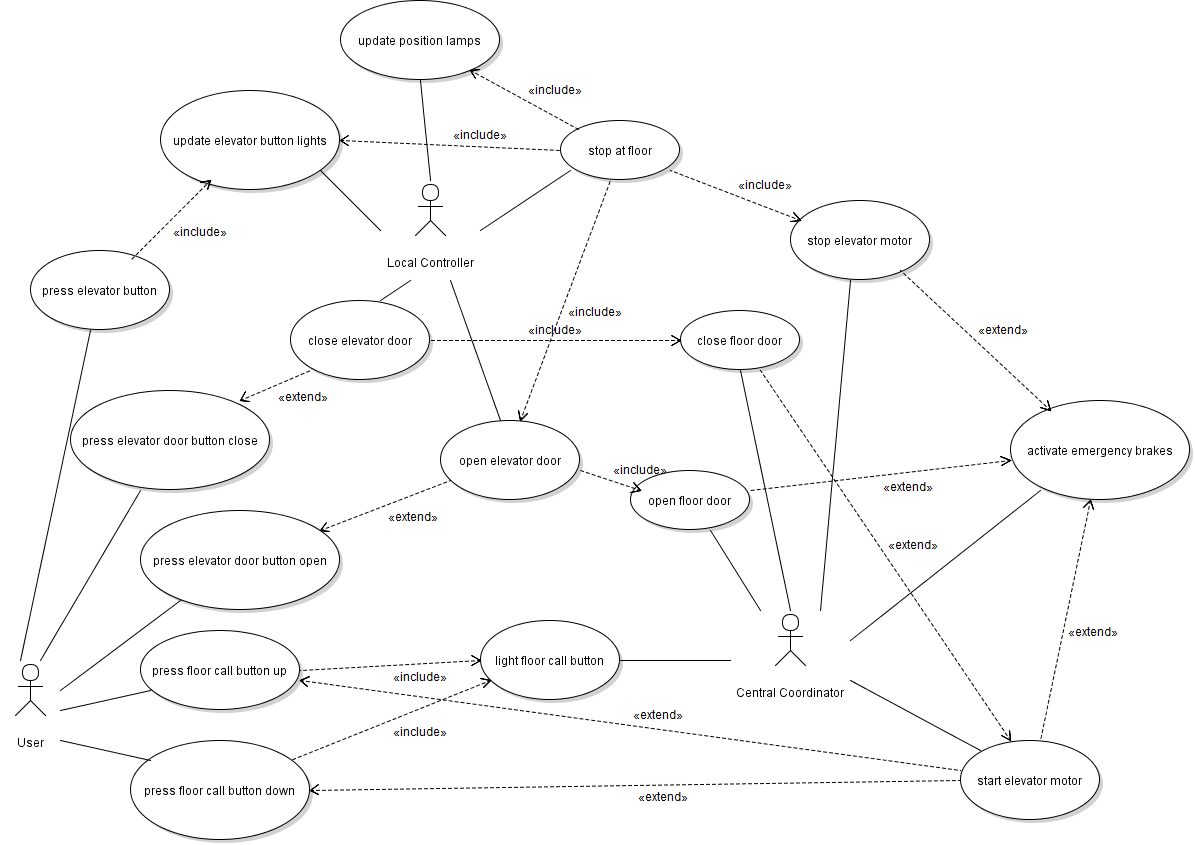 update position lamps
«include»
update elevator button lights
«include»
stop at floor
«include»
«include»
stop elevator motor
Local Controller
press elevator button
«include»
«include»
«extend»
close elevator door
close floor door
«extend»
press elevator door button close
activate emergency brakes
open elevator door
«include»
«extend»
open floor door
«extend»
«extend»
press elevator door button open
«extend»
light floor call button
press floor call button up
«include»
Central Coordinator
«extend»
«include»
User
start elevator motor
press floor call button down
«extend»